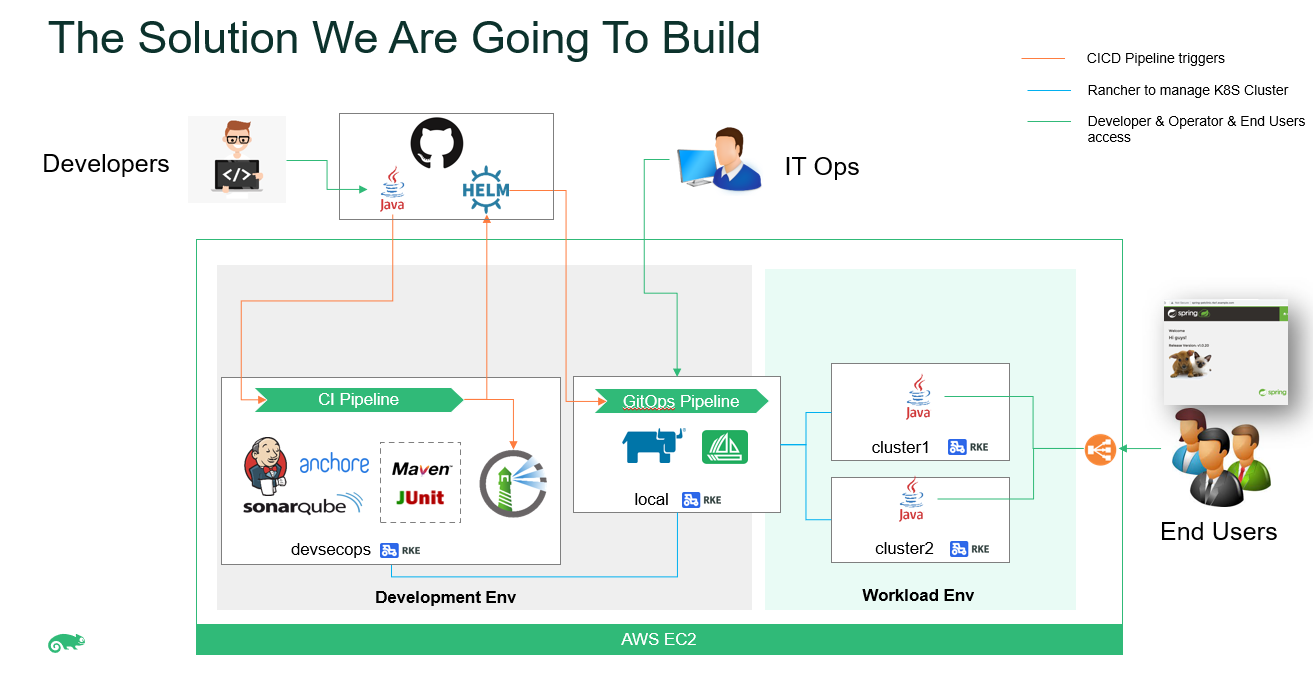 The Solution We Are Going To Build
CICD Pipeline triggers
Rancher to manage K8S Cluster
Developer & Operator & End Users
access
Developers
</>
Java
HELM
IT Ops
spring
Welcome
Hi guys!
Release Version: v1.0.20
spring
CI Pipeline
GitOps Pipeline
anchore
sonarqube
Maven
JUnit
devsecops
RKE
local
RKE
Java
cluster1
RKE
Java
cluster2
RKE
End Users
Development Env
Workload Env
AWS EC2